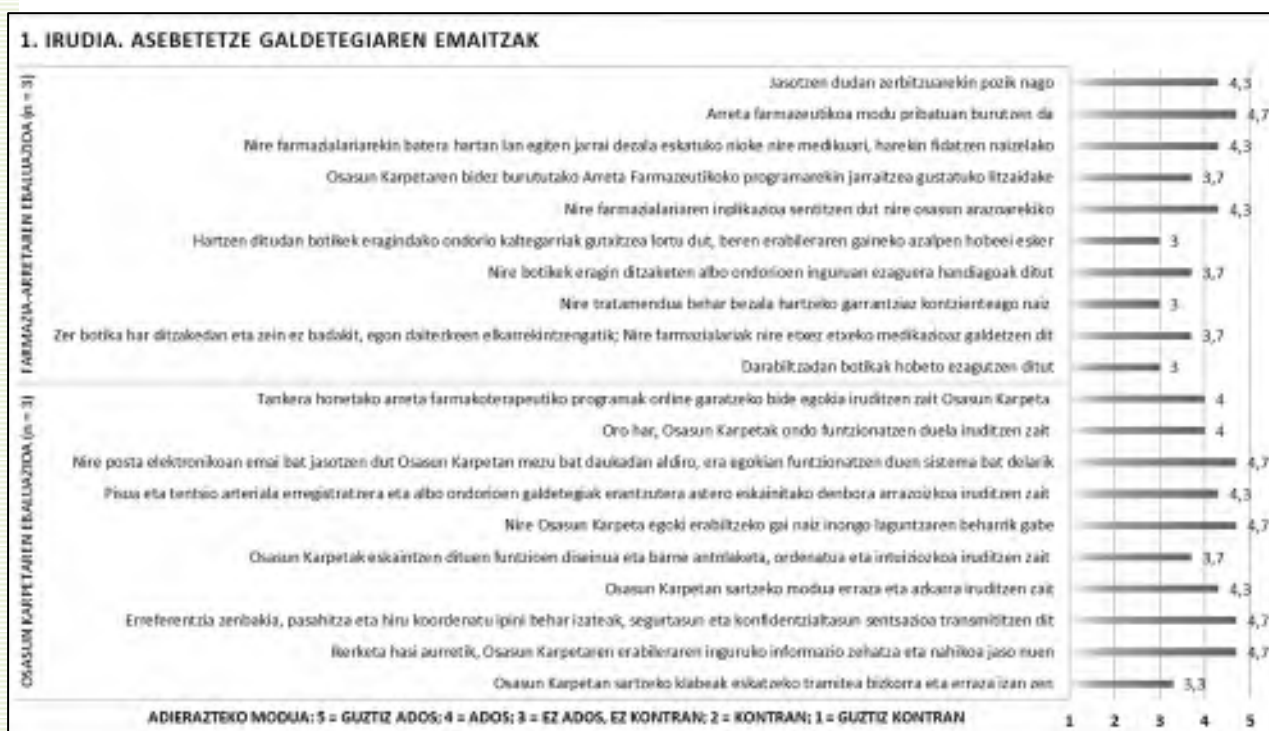 1. IRUDIA. ASEBETETZE GALDETEGIAREN EMAITZAK
FARMAZIA-ARRETAREN EBALUAZIOA (n = 3)
Jasotzen dudan zerbitzuarekin pozik nago 4,3
Arreta farmazeutikoa modu pribatuan burutzen da 4,7
Nire farmazialariarekin batera hartan lan egiten jarrai dezala eskatuko nioke nire medikuari, harekin fidatzen naizelako 4,3
Osasun Karpetaren bidez burututako Arreta Farmazeutikoko programarekin jarraitzea gustatuko litzaidake 3,7
Nire farmazialariaren inplikazioa sentitzen dut nire osasun arazoarekiko 4,3
Hartzen ditudan botikek eragindako ondorio kaltegarriak gutxitzea lortu dut, beren erabileraren gaineko azalpen hobeei esker 3
Nire botikek eragin ditzaketen albo ondorioen inguruan ezaguera handiagoak ditut 3,7
Nire tratamendua behar bezala hartzeko garrantziaz kontzienteago naiz 3
Zer botika har ditzakedan eta zein ez badakit, egon daitezkeen elkarrekintzengatik; Nire farmazialariak nire etxez etxeko medikazioaz galdetzen dit 3,7
Darabiltzadan botikak hobeto ezagutzen ditut 3
OSASUN KARPETAREN EBALUAZIOA (n = 3)
Tankera honetako arreta farmakoterapeutiko programak online garatzeko bide egokia iruditzen zait Osasun Karpeta 4
Oro har, Osasun Karpetak ondo funtzionatzen duela iruditzen zait 4
Nire posta elektronikoan emai bat jasotzen dut Osasun Karpetan mezu bat daukadan aldiro, era egokian funtzionatzen duen sistema bat delarik 4,7
Pisua eta tentsio arteriala erregistratzera eta albo ondorioen galdetegiak erantzutera astero eskainitako denbora arrazoizkoa iruditzen zait 4,3
Nire Osasun Karpeta egoki erabiltzeko gai naiz inongo laguntzaren beharrik gabe 4,7
Osasun Karpetak eskaintzen dituen funtzioen diseinua eta barne antolaketa, ordenatua eta intuiziozkoa iruditzen zait 3,7
Osasun Karpetan sartzeko modua erraza eta azkarra iruditzen zait 4,3
Erreferentzia zenbakia, pasahitza eta hiru koordenatu ipini behar izateak, segurtasun eta konfidentzialtasun sentsazioa transmititzen dit 4,7
Ikerketa hasi aurretik, Osasun Karpetaren erabileraren inguruko informazio zehatza eta nahikoa jaso nuen 4,7
Osasun Karpetan sartzeko klabeak eskatzeko tramitea bizkorra eta erraza izan zen 3,3
ADIERAZTEKO MODUA: 5 = GUZTIZ ADOS; 4 = ADOS; 3 = EZ ADOS, EZ KONTRAN; 2 = KONTRAN; 1 = GUZTIZ KONTRAN
1 2 3 4 5